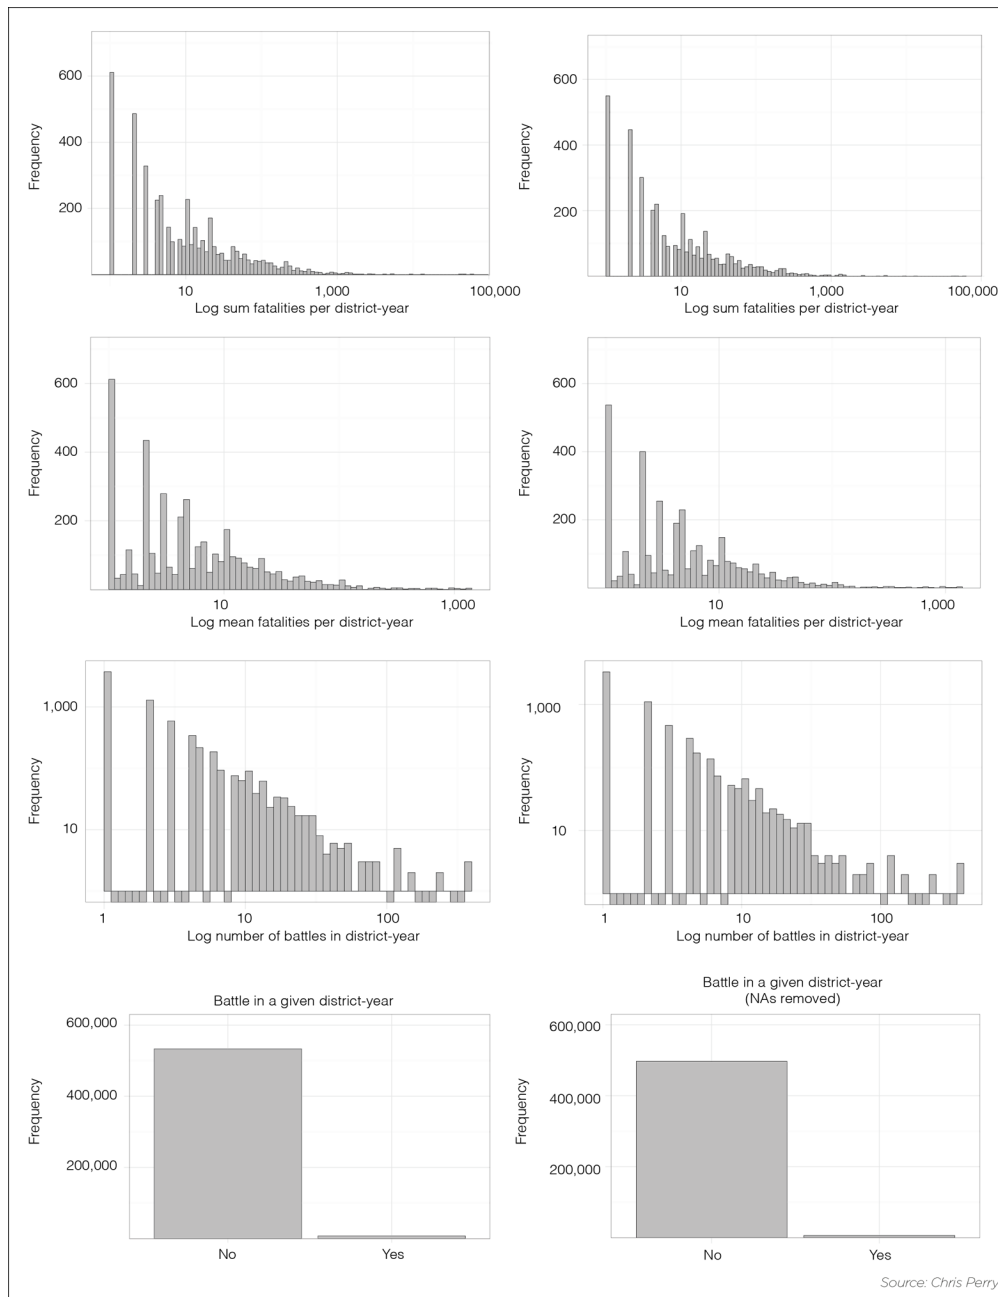 600
400
200
Frequency
10
1,000
100,000
Log sum fatalities per district-year
600
400
200
Frequency
10
1,000
100,000
Log sum fatalities per district-year
600
400
200
Frequency
10
1,000
Log mean fatalities per district-year
600
400
200
Frequency
10
1,000
Log mean fatalities per district-year
1,000
10
Frequency
1
10
100
Log number of battles in district-year
1,000
10
Frequency
1
10
100
Log number of battles in district-year
Battle in a given district-year
600,000
400,000
200,000
Frequency
No
Yes
Battle in a given district-year
(NAs removed)
600,000
400,000
200,000
Frequency
No
Yes
Source: Chris Perry